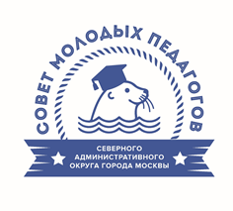 СОВЕТ МОЛОДЫХ ПЕДАГОГОВ
СЕВЕРНОГО
АДМИНИСТРАТИВНОГО
ОКРУГА ГОРОДА МОСКВЫ